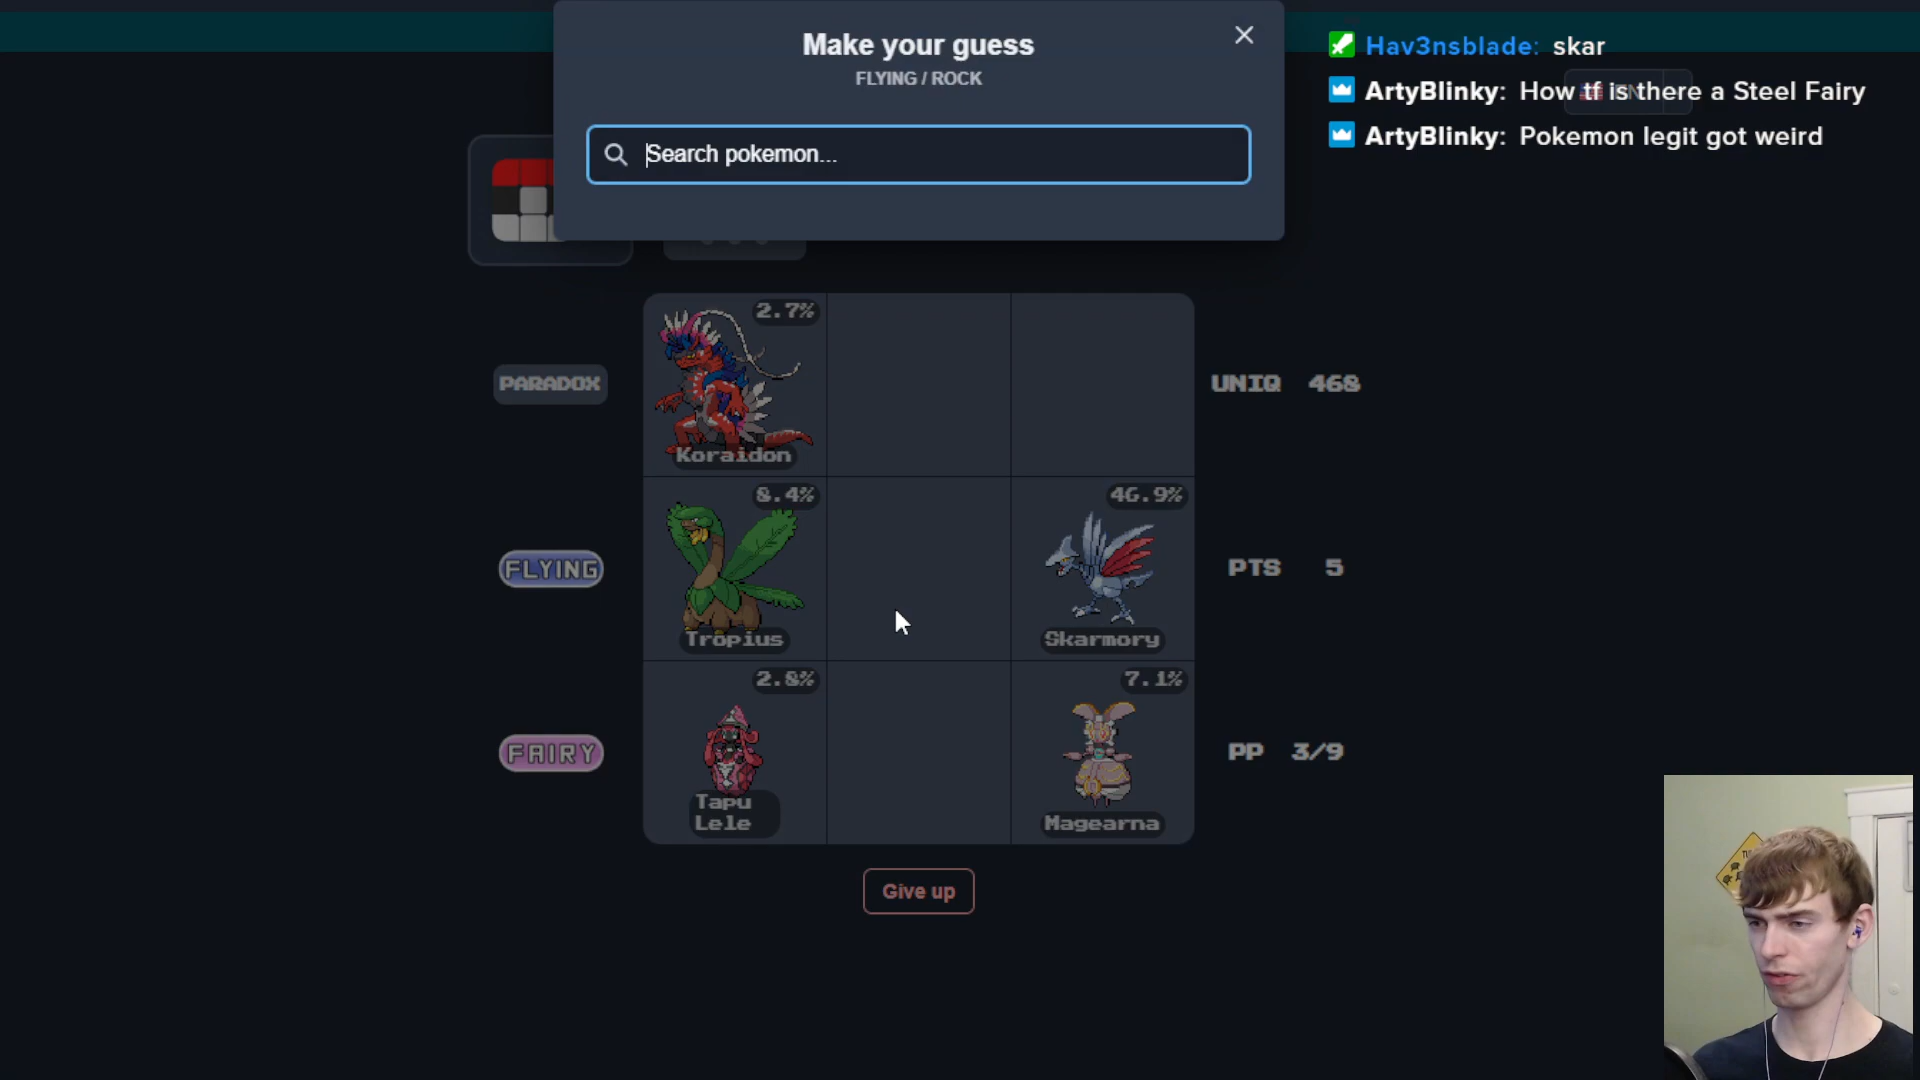 Make your guess
FLYING / ROCK
Search pokemon...
Hav3nsblade: skar
ArtyBlinky: How tf is there a Steel Fairy
ArtyBlinky: Pokemon legit got weird
PARADOX
2.7%
Koraidon
UNIQ 468
FLYING
8.4%
Tropius
46.9%
Skarmory
PTS 5
FAIRY
2.8%
Tapu
Lele
7.1%
Magearna
PP 3/9
Give up